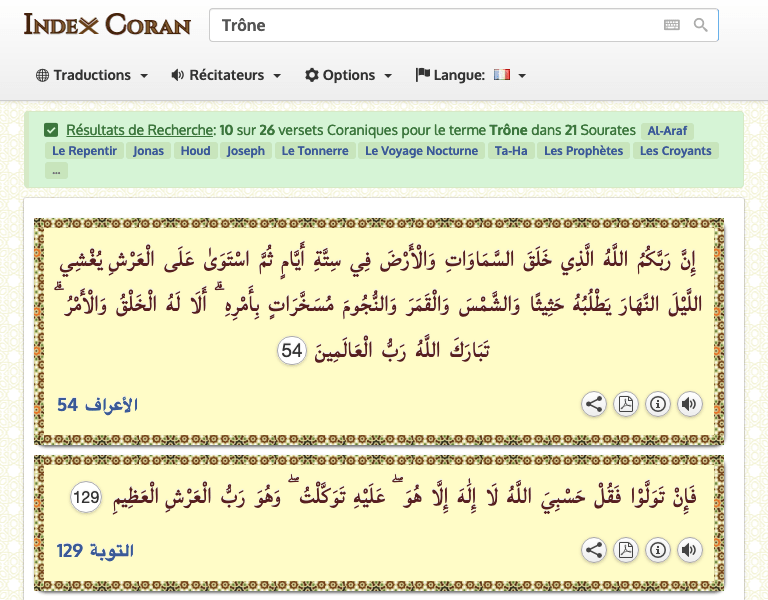 INDEX CORAN
Trône
Traductions
Récitateurs
Options
Langue:
Résultats de Recherche: 10 sur 26 versets Coraniques pour le terme Trône dans 21 Sourates Al-Araf
Le Repentir Jonas Houd Joseph Le Tonnerre Le Voyage Nocturne Ta-Ha Les Prophètes Les Croyants
...
إِنَّ رَبَّكُمُ اللَّهُ الَّذِي خَلَقَ السَّمَاوَاتِ وَالْأَرْضَ فِي سِتَّةِ أَيَّامٍ ثُمَّ اسْتَوَىٰ عَلَى الْعَرْشِ يُغْشِي
اللَّيْلَ النَّهَارَ يَطْلُبُهُ حَثِيثًا وَالشَّمْسَ وَالْقَمَرَ وَالنُّجُومَ مُسَخَّرَاتٍ بِأَمْرِهِ ۗ أَلَا لَهُ الْخَلْقُ وَالْأَمْرُ ۗ
تَبَارَكَ اللَّهُ رَبُّ الْعَالَمِينَ 54
الأعراف 54
فَإِنْ تَوَلَّوْا فَقُلْ حَسْبِيَ اللَّهُ لَا إِلَٰهَ إِلَّا هُوَ ۖ عَلَيْهِ تَوَكَّلْتُ ۖ وَهُوَ رَبُّ الْعَرْشِ الْعَظِيمِ 129
التوبة 129